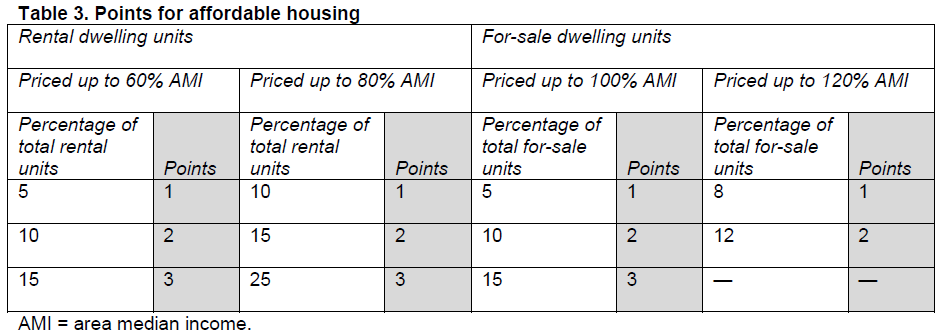 Table 3. Points for affordable housing
Rental dwelling units For-sale dwelling units
Priced up to 60% AMI Priced up to 80% AMI Priced up to 100% AMI Priced up to 120% AMI
Percentage of total rental units Points Percentage of total rental units Points Percentage of total for-sale units Points Percentage of total for-sale units Points
5 1 10 1 5 1 8 1
10 2 15 2 10 2 12 2
15 3 25 3 15 3 — —
AMI = area median income.